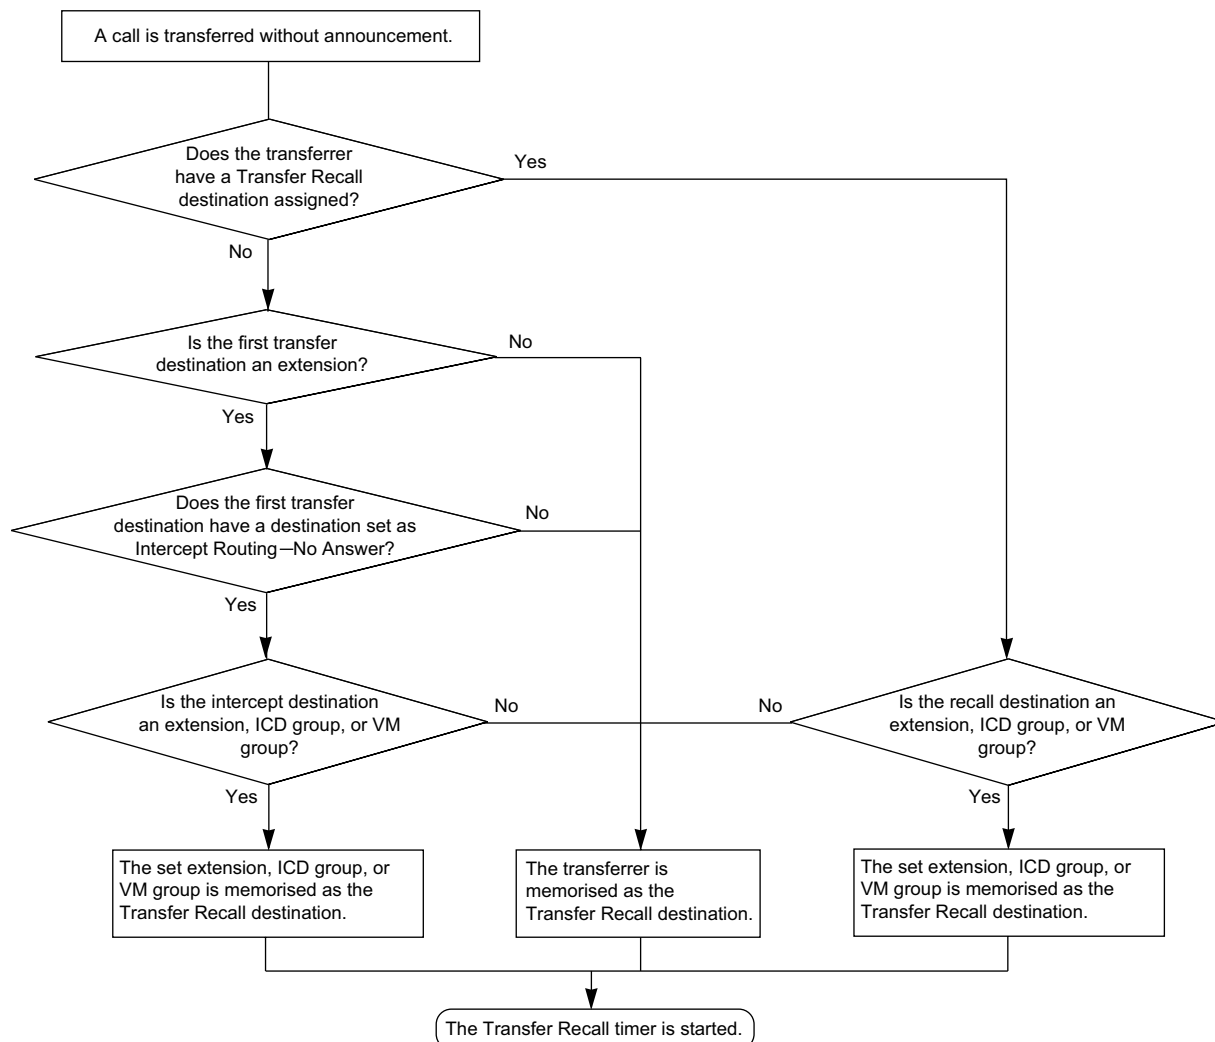 A call is transferred without announcement.
Does the transferrer
have a Transfer Recall
destination assigned?
Yes
No
Is the first transfer
destination an extension?
No
Yes
Does the first transfer
destination have a destination set as
Intercept Routing—No Answer?
No
Yes
Is the intercept destination
an extension, ICD group, or VM
group?
No
No
Is the recall destination an
extension, ICD group, or VM
group?
Yes
Yes
The set extension, ICD group, or
VM group is memorised as the
Transfer Recall destination.
The transferrer is
memorised as the
Transfer Recall destination.
The set extension, ICD group, or
VM group is memorised as the
Transfer Recall destination.
The Transfer Recall timer is started.